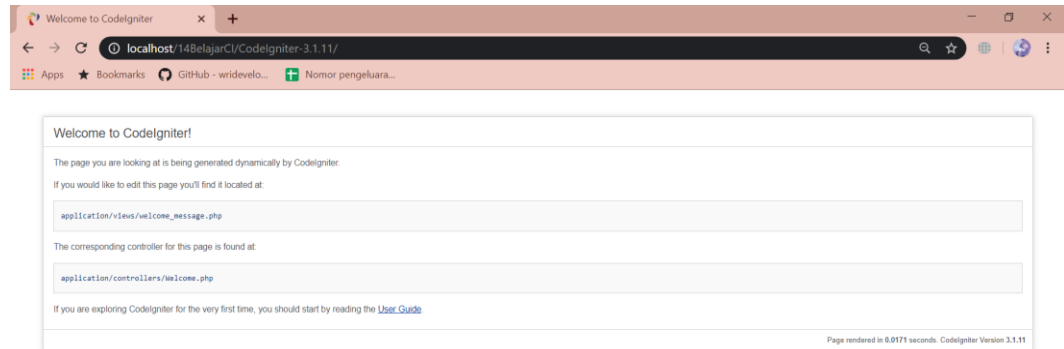 Welcome to CodeIgniter
localhost/14BelajarCI/CodeIgniter-3.1.11/
Apps Bookmarks GitHub - wridevelo... Nomor pengeluara...
Welcome to CodeIgniter!
The page you are looking at is being generated dynamically by CodeIgniter.
If you would like to edit this page you'll find it located at:
application/views/welcome_message.php
The corresponding controller for this page is found at:
application/controllers/Welcome.php
If you are exploring CodeIgniter for the very first time, you should start by reading the User Guide.
Page rendered in 0.0171 seconds. CodeIgniter Version 3.1.11